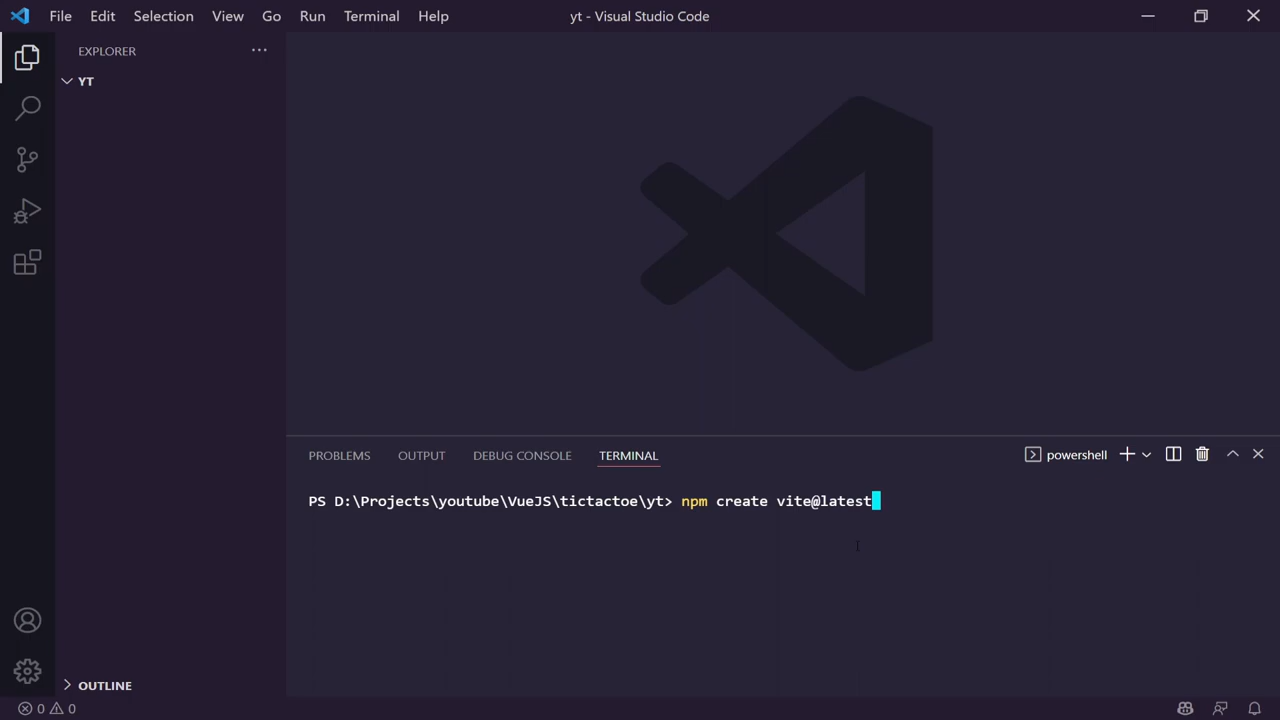 File Edit Selection View Go Run Terminal Help
yt - Visual Studio Code
EXPLORER
YT
PROBLEMS OUTPUT DEBUG CONSOLE TERMINAL
powershell
PS D:\Projects\youtube\VueJS\tictactoe\yt> npm create vite@latest
OUTLINE
0 0